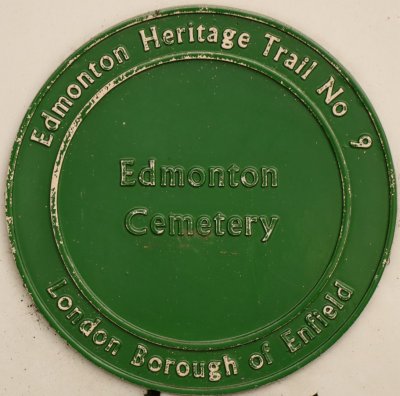 Edmonton Heritage Trail No 9
Edmonton
Cemetery
London Borough of Enfield